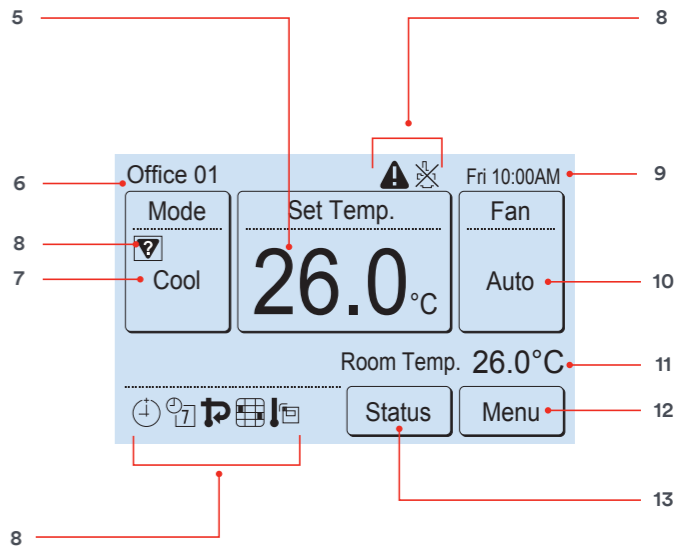 5
8
Office 01
Fri 10:00AM
9
6
Mode
Set Temp.
Fan
8
?
7
Cool
26.0°C
Auto
10
Room Temp. 26.0°C
11
7
Status
Menu
12
13
8